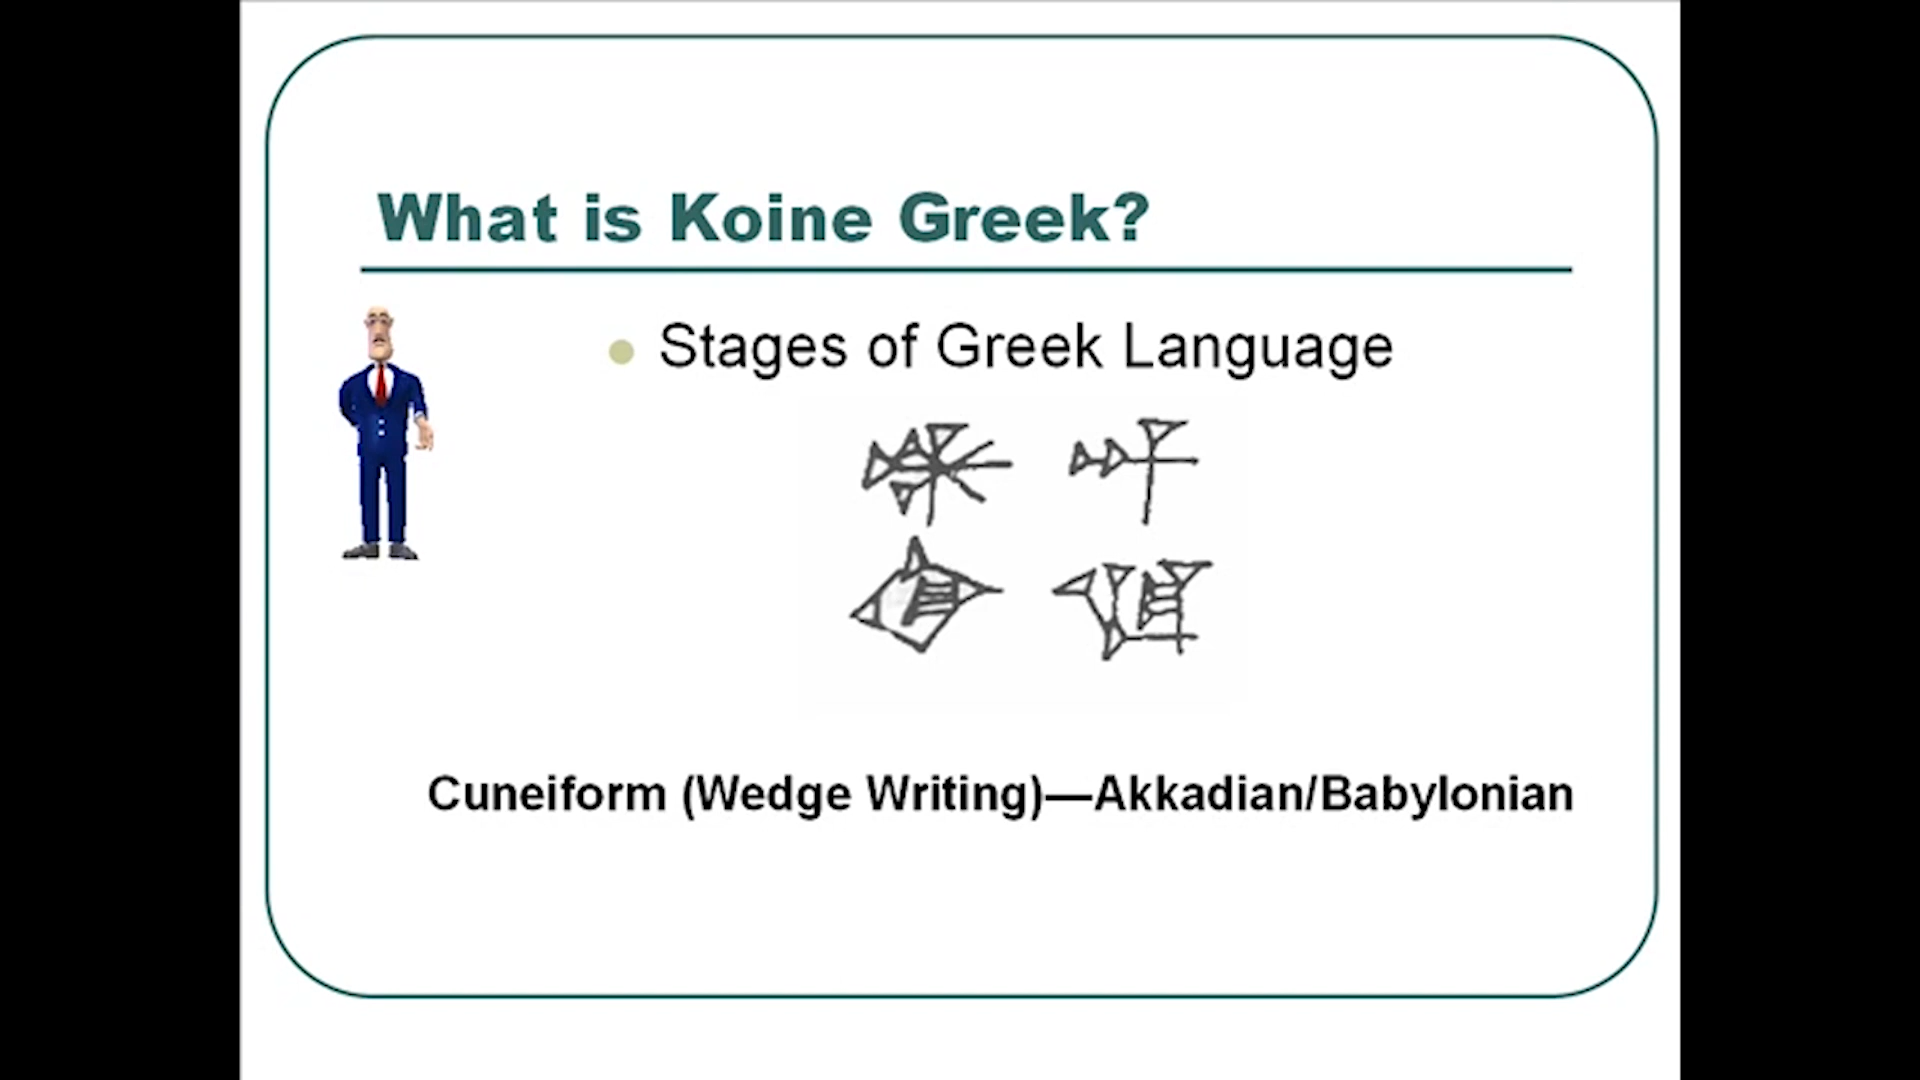 What is Koine Greek?
Stages of Greek Language
Cuneiform (Wedge Writing)—Akkadian/Babylonian